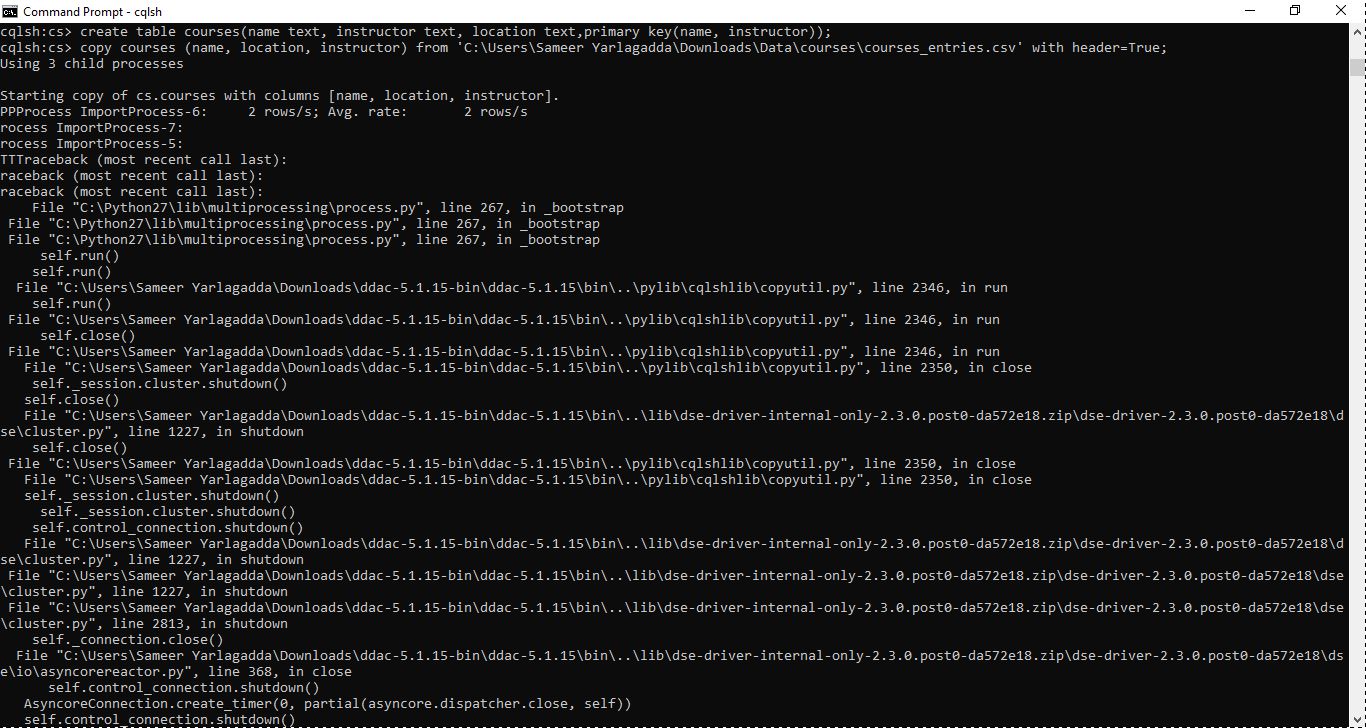 Command Prompt - cqlsh
cqlsh:cs> create table courses(name text, instructor text, location text,primary key(name, instructor));
cqlsh:cs> copy courses (name, location, instructor) from 'C:\Users\Sameer Yarlagadda\Downloads\Data\courses\courses_entries.csv' with header=True;
Using 3 child processes
Starting copy of cs.courses with columns [name, location, instructor].
PPProcess ImportProcess-6:     2 rows/s; Avg. rate:       2 rows/s
rocess ImportProcess-7:
rocess ImportProcess-5:
TTTraceback (most recent call last):
raceback (most recent call last):
raceback (most recent call last):
    File "C:\Python27\lib\multiprocessing\process.py", line 267, in _bootstrap
 File "C:\Python27\lib\multiprocessing\process.py", line 267, in _bootstrap
 File "C:\Python27\lib\multiprocessing\process.py", line 267, in _bootstrap
     self.run()
    self.run()
  File "C:\Users\Sameer Yarlagadda\Downloads\ddac-5.1.15-bin\ddac-5.1.15\bin\..\pylib\cqlshlib\copyutil.py", line 2346, in run
    self.run()
 File "C:\Users\Sameer Yarlagadda\Downloads\ddac-5.1.15-bin\ddac-5.1.15\bin\..\pylib\cqlshlib\copyutil.py", line 2346, in run
     self.close()
 File "C:\Users\Sameer Yarlagadda\Downloads\ddac-5.1.15-bin\ddac-5.1.15\bin\..\pylib\cqlshlib\copyutil.py", line 2346, in run
   File "C:\Users\Sameer Yarlagadda\Downloads\ddac-5.1.15-bin\ddac-5.1.15\bin\..\pylib\cqlshlib\copyutil.py", line 2350, in close
    self._session.cluster.shutdown()
   self.close()
   File "C:\Users\Sameer Yarlagadda\Downloads\ddac-5.1.15-bin\ddac-5.1.15\bin\..\lib\dse-driver-internal-only-2.3.0.post0-da572e18.zip\dse-driver-2.3.0.post0-da572e18\d
se\cluster.py", line 1227, in shutdown
    self.close()
 File "C:\Users\Sameer Yarlagadda\Downloads\ddac-5.1.15-bin\ddac-5.1.15\bin\..\pylib\cqlshlib\copyutil.py", line 2350, in close
   File "C:\Users\Sameer Yarlagadda\Downloads\ddac-5.1.15-bin\ddac-5.1.15\bin\..\pylib\cqlshlib\copyutil.py", line 2350, in close
   self._session.cluster.shutdown()
     self._session.cluster.shutdown()
    self.control_connection.shutdown()
   File "C:\Users\Sameer Yarlagadda\Downloads\ddac-5.1.15-bin\ddac-5.1.15\bin\..\lib\dse-driver-internal-only-2.3.0.post0-da572e18.zip\dse-driver-2.3.0.post0-da572e18\d
se\cluster.py", line 1227, in shutdown
 File "C:\Users\Sameer Yarlagadda\Downloads\ddac-5.1.15-bin\ddac-5.1.15\bin\..\lib\dse-driver-internal-only-2.3.0.post0-da572e18.zip\dse-driver-2.3.0.post0-da572e18\dse
\cluster.py", line 1227, in shutdown
 File "C:\Users\Sameer Yarlagadda\Downloads\ddac-5.1.15-bin\ddac-5.1.15\bin\..\lib\dse-driver-internal-only-2.3.0.post0-da572e18.zip\dse-driver-2.3.0.post0-da572e18\dse
\cluster.py", line 2813, in shutdown
    self._connection.close()
  File "C:\Users\Sameer Yarlagadda\Downloads\ddac-5.1.15-bin\ddac-5.1.15\bin\..\lib\dse-driver-internal-only-2.3.0.post0-da572e18.zip\dse-driver-2.3.0.post0-da572e18\ds
e\io\asyncorereactor.py", line 368, in close
      self.control_connection.shutdown()
   AsyncoreConnection.create_timer(0, partial(asyncore.dispatcher.close, self))
   self.control_connection.shutdown()